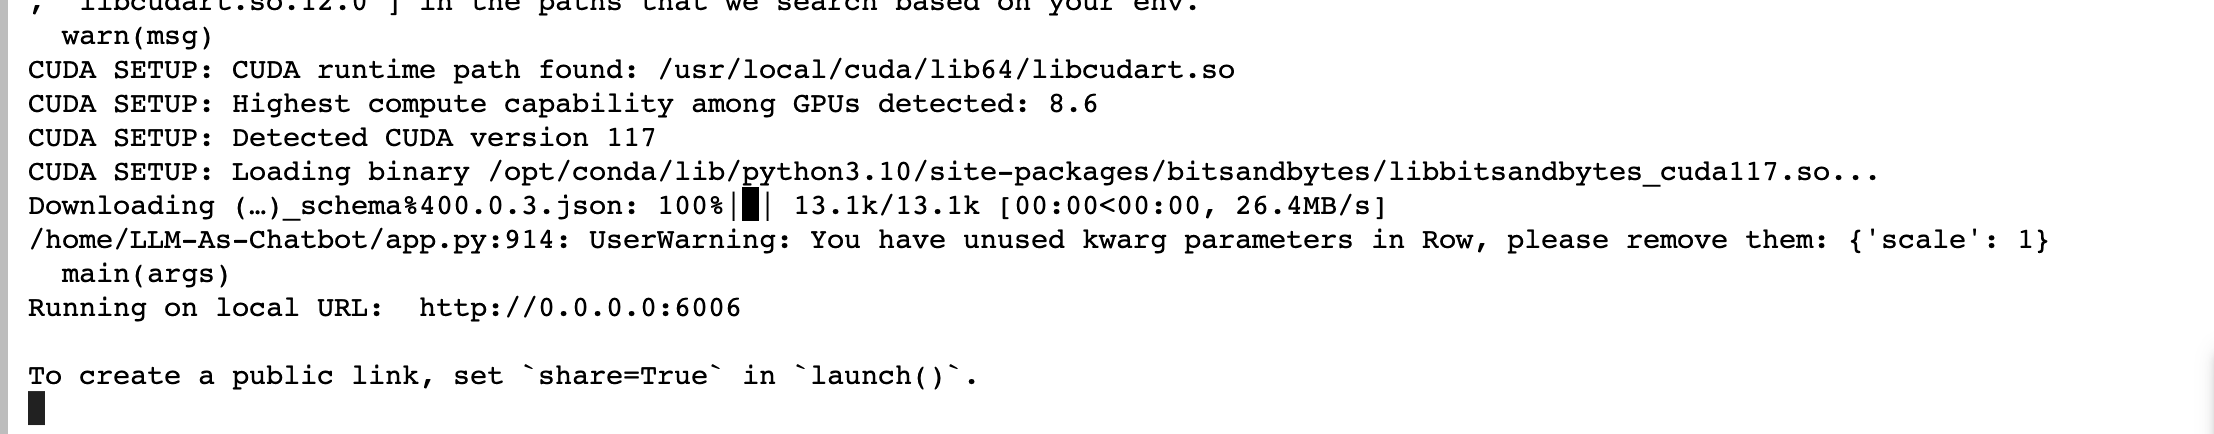 , 'libcudart.so.12.0'] in the paths that we search based on your env.
  warn(msg)
CUDA SETUP: CUDA runtime path found: /usr/local/cuda/lib64/libcudart.so
CUDA SETUP: Highest compute capability among GPUs detected: 8.6
CUDA SETUP: Detected CUDA version 117
CUDA SETUP: Loading binary /opt/conda/lib/python3.10/site-packages/bitsandbytes/libbitsandbytes_cuda117.so...
Downloading (…)_schema%400.0.3.json: 100%|█| 13.1k/13.1k [00:00<00:00, 26.4MB/s]
/home/LLM-As-Chatbot/app.py:914: UserWarning: You have unused kwarg parameters in Row, please remove them: {'scale': 1}
  main(args)
Running on local URL:  http://0.0.0.0:6006
To create a public link, set `share=True` in `launch()`.